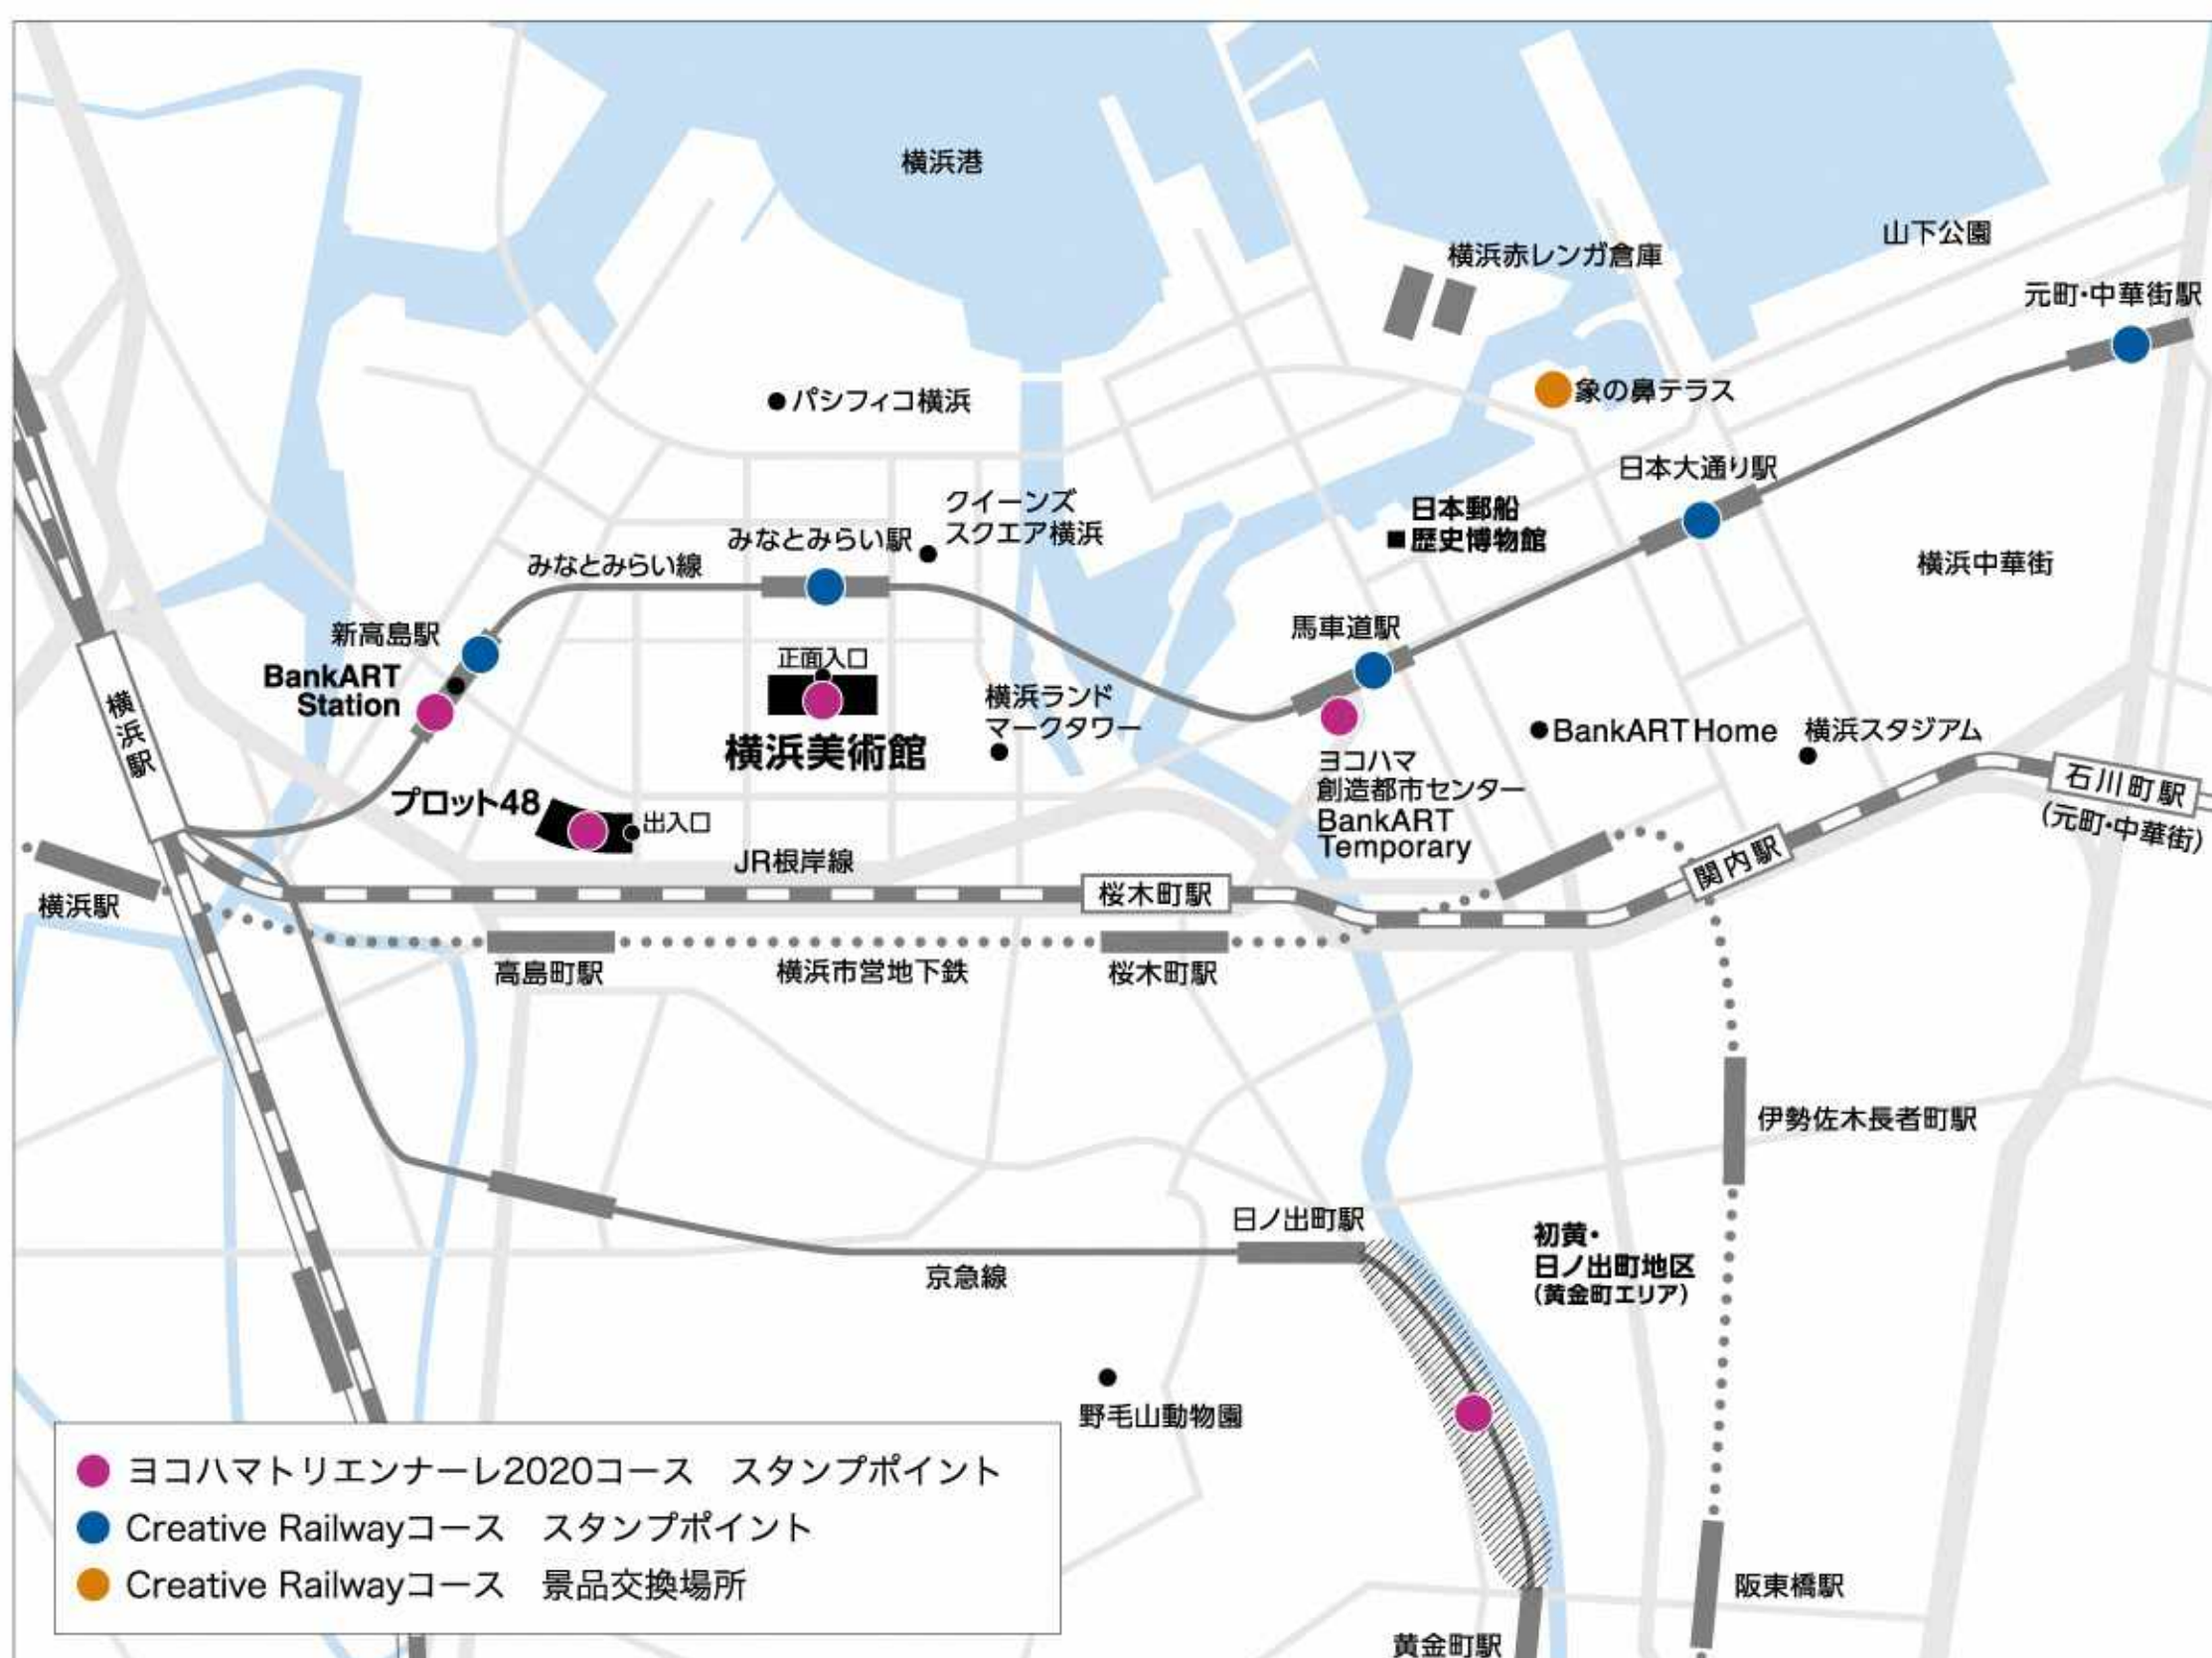 横浜港
山下公園
横浜赤レンガ倉庫
元町・中華街駅
象の鼻テラス
パシフィコ横浜
日本大通り駅
クイーンズ
スクエア横浜
日本郵船
歴史博物館
みなとみらい駅
みなとみらい線
横浜中華街
新高島駅
馬車道駅
BankART
Station
正面入口
横浜ランド
マークタワー
横浜美術館
横浜駅
BankART Home
横浜スタジアム
ヨコハマ
創造都市センター
BankART
Temporary
石川町駅
(元町・中華街)
プロット48
出入口
JR根岸線
関内駅
桜木町駅
横浜駅
高島町駅
横浜市営地下鉄
桜木町駅
伊勢佐木長者町駅
日ノ出町駅
初黄・
日ノ出町地区
(黄金町エリア)
京急線
野毛山動物園
ヨコハマトリエンナーレ2020コース スタンプポイント
Creative Railwayコース スタンプポイント
Creative Railwayコース 景品交換場所
阪東橋駅
黄金町駅